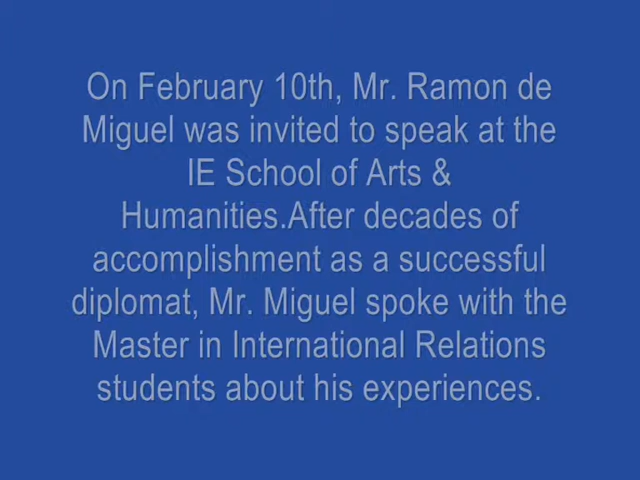 On February 10th, Mr. Ramon de
Miguel was invited to speak at the
IE School of Arts &
Humanities.After decades of
accomplishment as a successful
diplomat, Mr. Miguel spoke with the
Master in International Relations
students about his experiences.